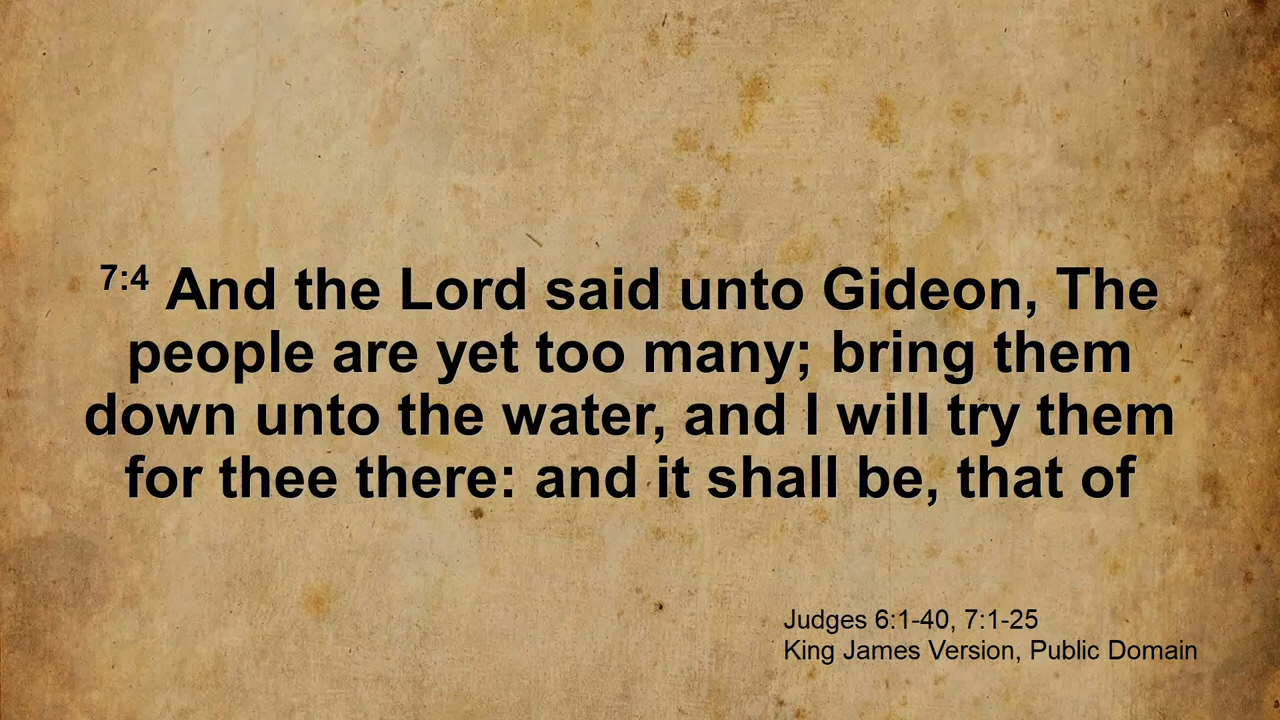 7:4 And the Lord said unto Gideon, The
people are yet too many; bring them
down unto the water, and I will try them
for thee there: and it shall be, that of
Judges 6:1-40, 7:1-25
King James Version, Public Domain